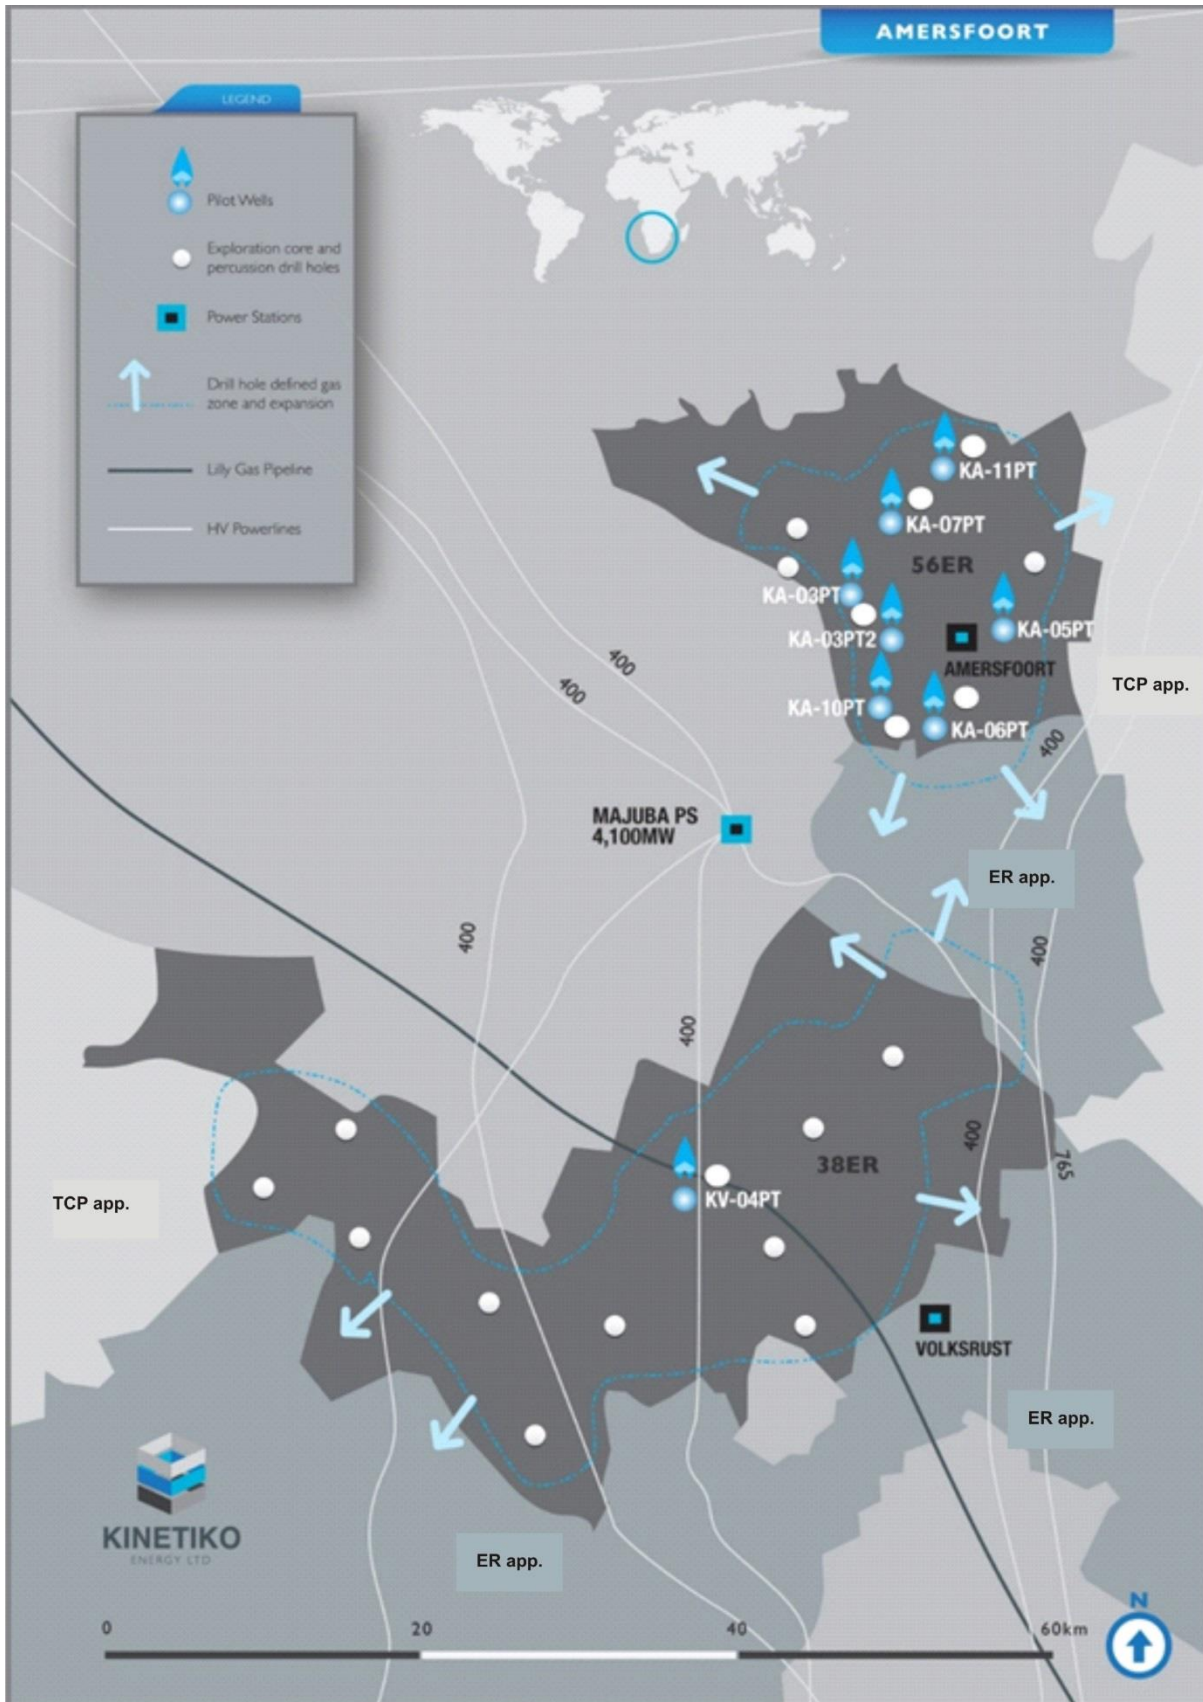 AMERSFOORT
LEGEND
Pilot Wells
Exploration core and
percussion drill holes
Power Stations
Drill hole defined gas
zone and expansion
Lilly Gas Pipeline
HV Powerlines
KA-11PT
KA-07PT
56ER
KA-03PT
KA-03PT2
KA-05PT
AMERSFOORT
KA-10PT
KA-06PT
TCP app.
400
400
400
MAJUBA PS
4,100MW
ER app.
400
400
400
400
765
38ER
KV-04PT
TCP app.
VOLKSRUST
ER app.
KINETIKO
ENERGY LTD
ER app.
0
20
40
60km
N